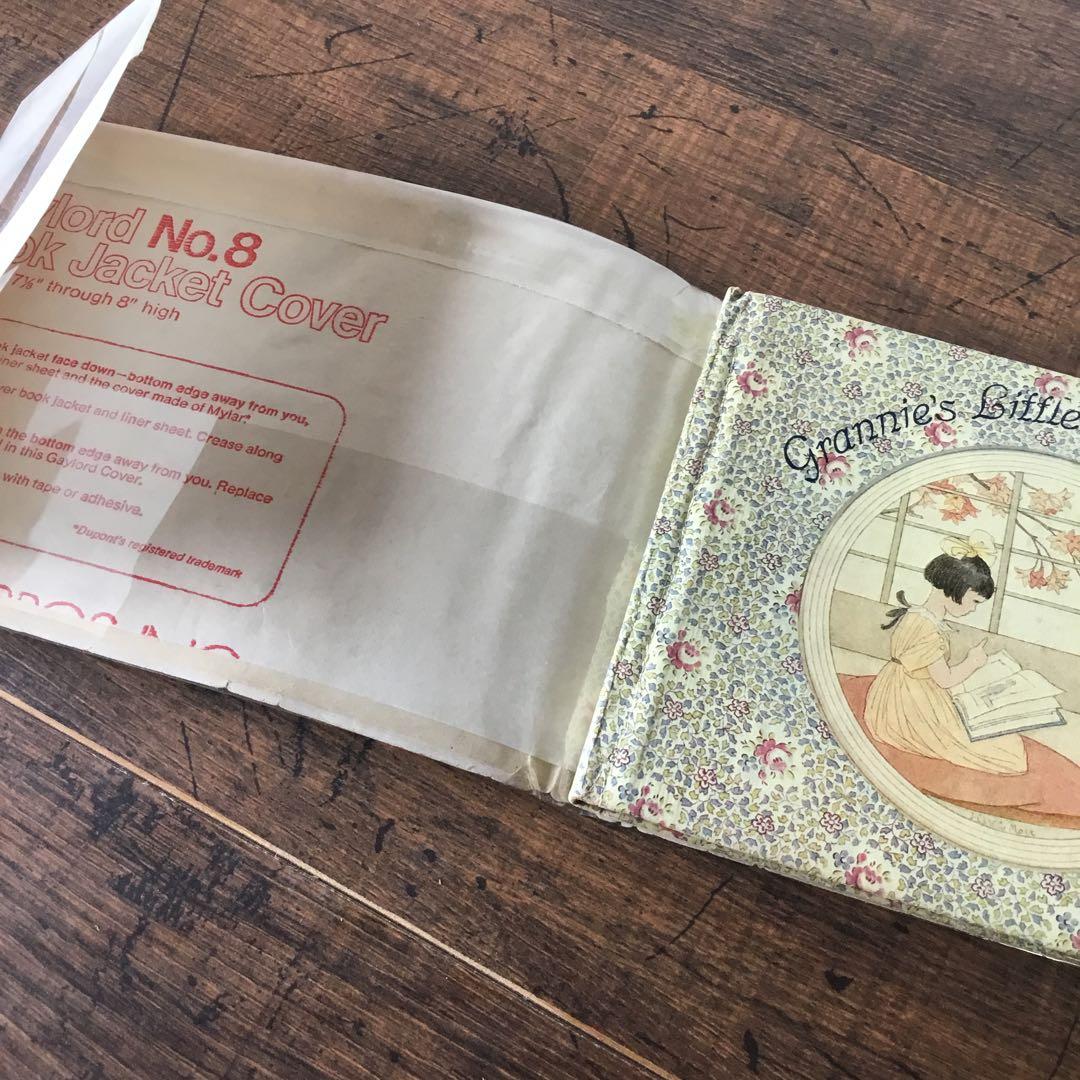 lord No.8
ok Jacket Cover
7⅞" through 8" high
ok jacket face down—bottom edge away from you,
iner sheet and the cover made of Mylar.*
ver book jacket and liner sheet. Crease along
n the bottom edge away from you. Replace
d in this Gaylord Cover.
with tape or adhesive.
*Dupont's registered trademark
Grannie's Little